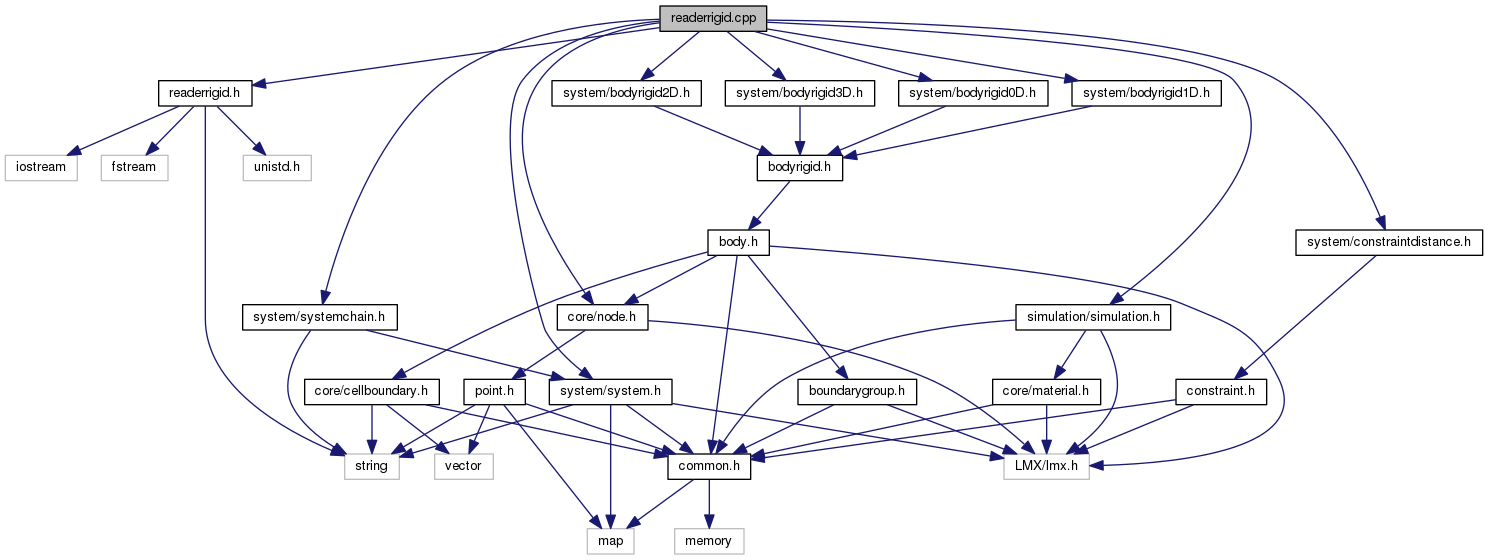 readerrigid.cpp
readerrigid.h
system/bodyrigid2D.h
system/bodyrigid3D.h
system/bodyrigid0D.h
system/bodyrigid1D.h
iostream
fstream
unistd.h
bodyrigid.h
body.h
system/constraintdistance.h
system/systemchain.h
core/node.h
simulation/simulation.h
core/cellboundary.h
point.h
system/system.h
boundarygroup.h
core/material.h
constraint.h
string
vector
common.h
LMX/lmx.h
map
memory